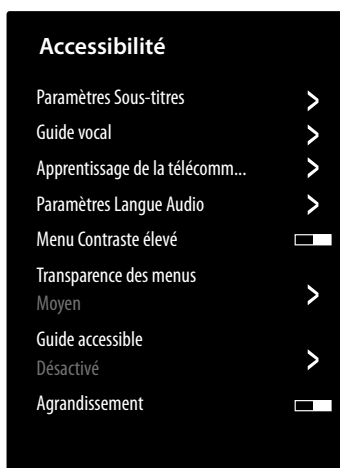 Accessibilité
Paramètres Sous-titres
Guide vocal
Apprentissage de la télécomm...
Paramètres Langue Audio
Menu Contraste élevé
Transparence des menus
Moyen
Guide accessible
Désactivé
Agrandissement